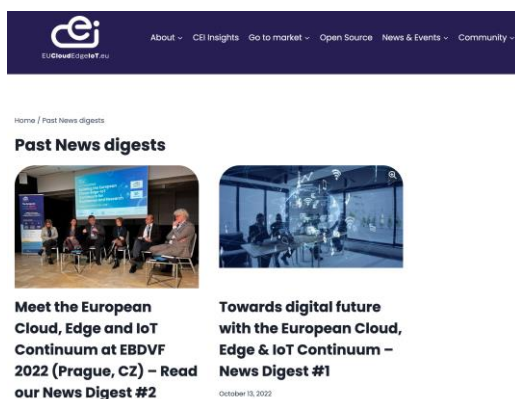 cei
EUCloudEdgeIoT.eu
About
CEI Insights
Go to market
Open Source
News & Events
Community
Home / Past News digests
Past News digests
Meet the European
Cloud, Edge and IoT
Continuum at EBDVF
2022 (Prague, CZ) – Read
our News Digest #2
Towards digital future
with the European Cloud,
Edge & IoT Continuum –
News Digest #1
October 13, 2022